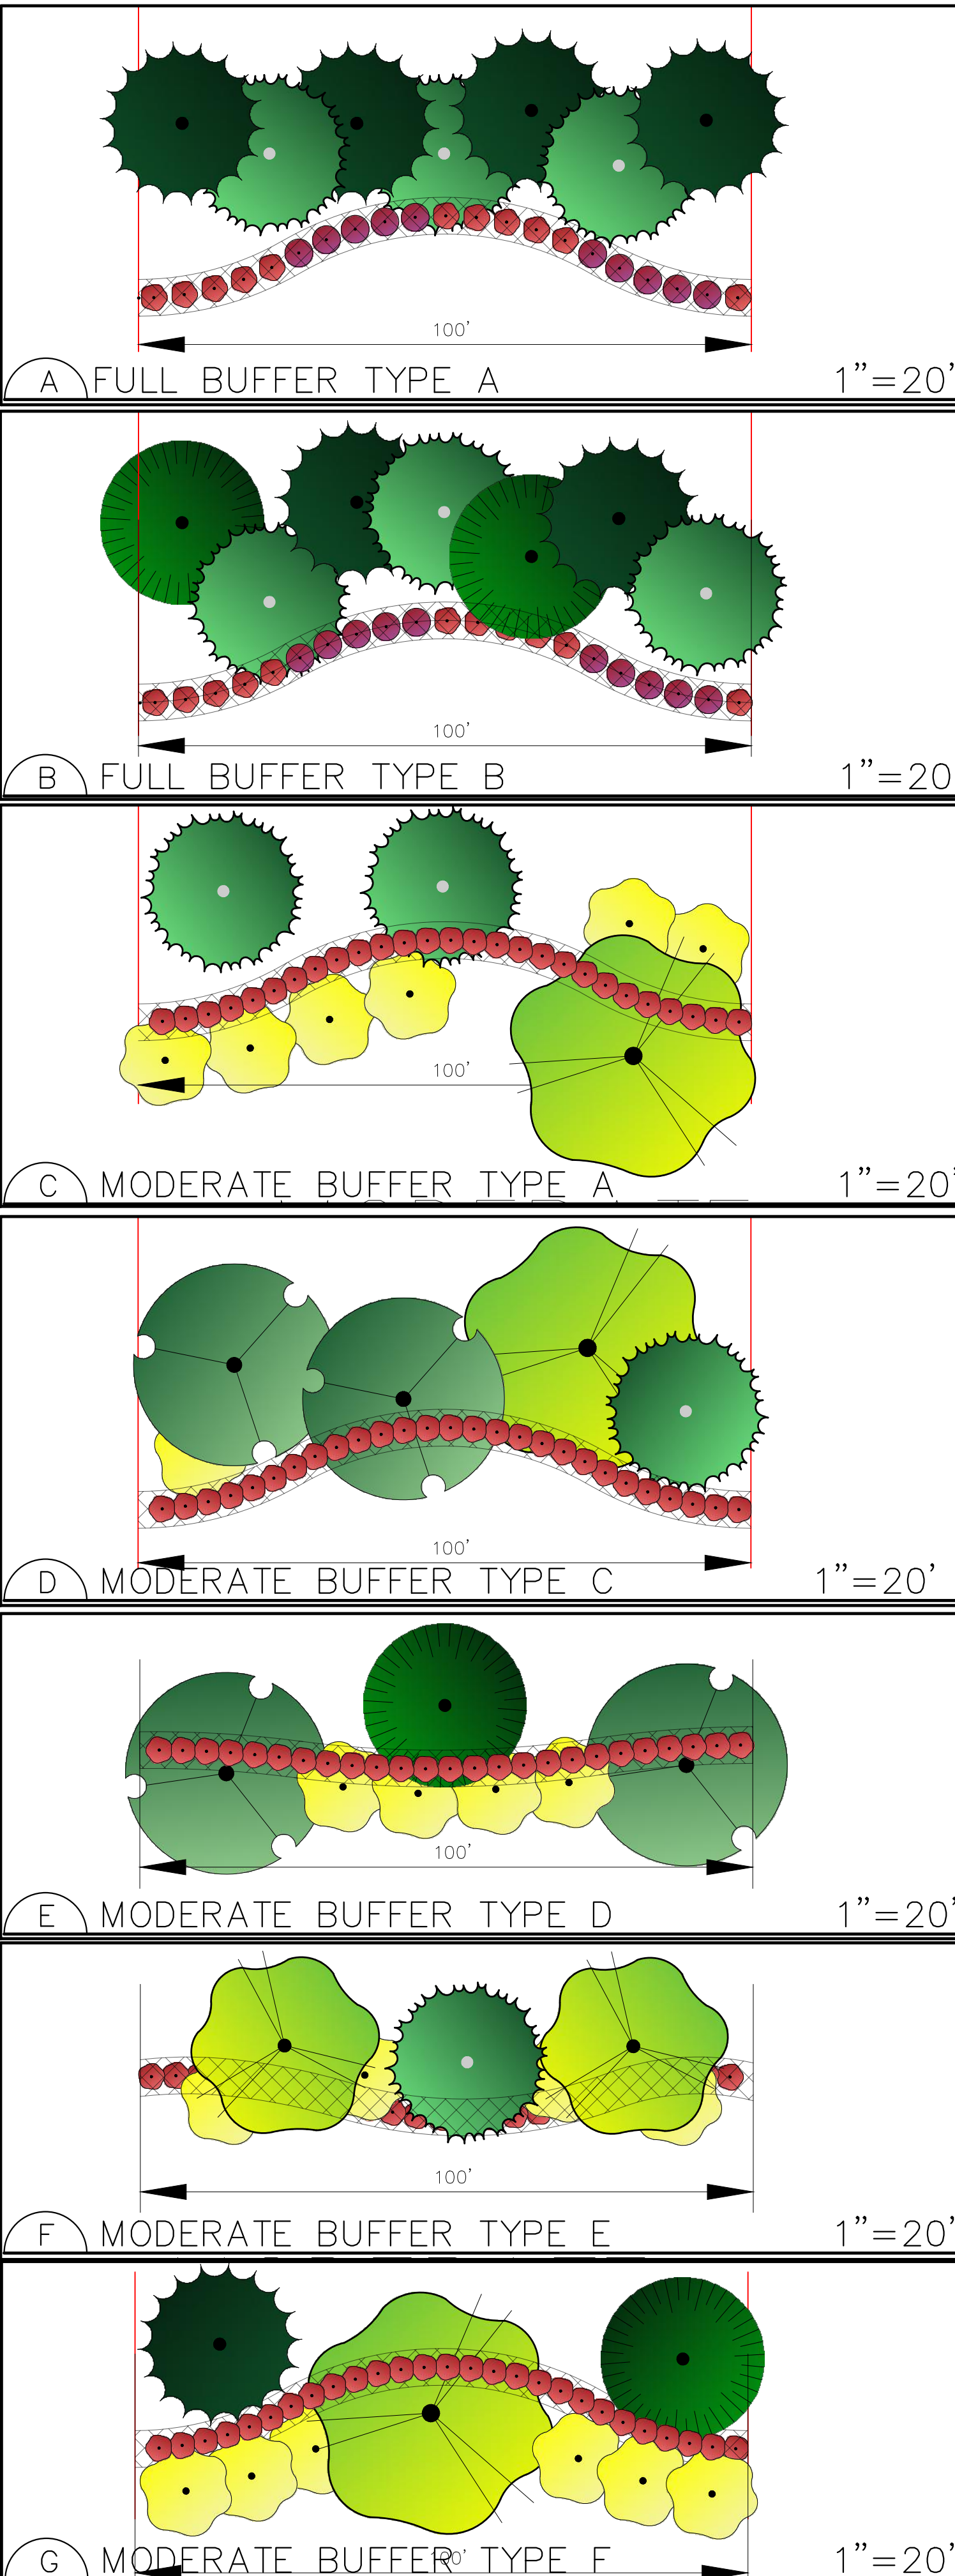 100'
A FULL BUFFER TYPE A 1"=20'
100'
B FULL BUFFER TYPE B 1"=20
100'
C MODERATE BUFFER TYPE A 1"=20'
100'
D MODERATE BUFFER TYPE C 1"=20'
100'
E MODERATE BUFFER TYPE D 1"=20'
100'
F MODERATE BUFFER TYPE E 1"=20'
100'
G MODERATE BUFFER TYPE F 1"=20'